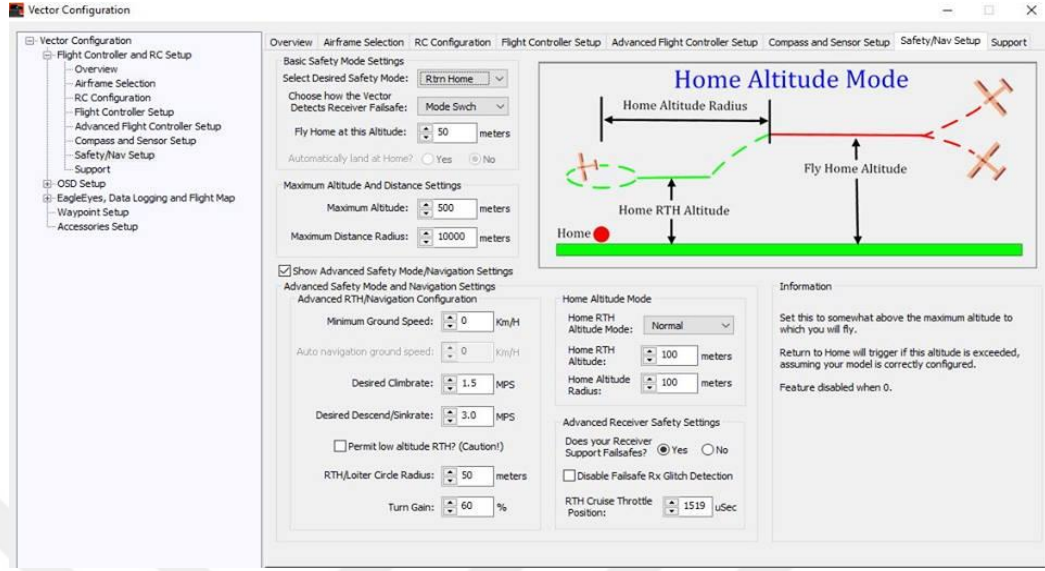 Vector Configuration
Vector Configuration
Flight Controller and RC Setup
Overview
Airframe Selection
RC Configuration
Flight Controller Setup
Advanced Flight Controller Setup
Compass and Sensor Setup
Safety/Nav Setup
Support
OSD Setup
EagleEyes, Data Logging and Flight Map
Waypoint Setup
Accessories Setup
Overview Airframe Selection RC Configuration Flight Controller Setup Advanced Flight Controller Setup Compass and Sensor Setup Safety/Nav Setup Support
Basic Safety Mode Settings
Select Desired Safety Mode: Rtrn Home
Choose how the Vector
Detects Receiver Failsafe: Mode Swch
Fly Home at this Altitude: 50 meters
Automatically land at Home? Yes No
Maximum Altitude And Distance Settings
Maximum Altitude: 500 meters
Maximum Distance Radius: 10000 meters
Home Altitude Mode
Home Altitude Radius
Fly Home Altitude
Home RTH Altitude
Home
Show Advanced Safety Mode/Navigation Settings
Advanced Safety Mode and Navigation Settings
Advanced RTH/Navigation Configuration
Minimum Ground Speed: 0 Km/H
Auto navigation ground speed: 0 Km/H
Desired Climbrate: 1.5 MPS
Desired Descend/Sinkrate: 3.0 MPS
Permit low altitude RTH? (Caution!)
RTH/Loiter Circle Radius: 50 meters
Turn Gain: 60 %
Home Altitude Mode
Home RTH
Altitude Mode: Normal
Home RTH
Altitude: 100 meters
Home Altitude
Radius: 100 meters
Advanced Receiver Safety Settings
Does your Receiver
Support Failsafes? Yes No
Disable Failsafe Rx Glitch Detection
RTH Cruise Throttle
Position: 1519 uSec
Information
Set this to somewhat above the maximum altitude to
which you will fly.
Return to Home will trigger if this altitude is exceeded,
assuming your model is correctly configured.
Feature disabled when 0.